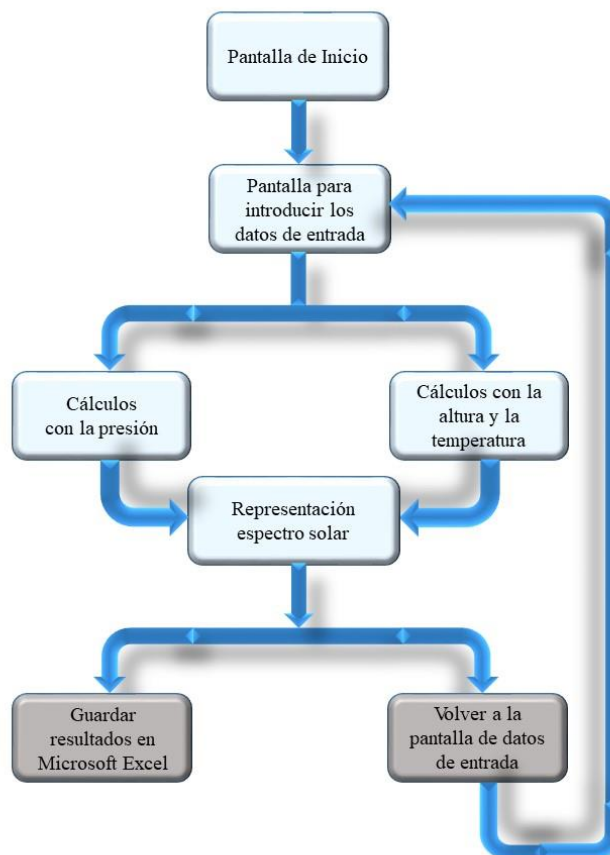 Pantalla de Inicio
Pantalla para
introducir los
datos de entrada
Cálculos
con la presión
Cálculos con la
altura y la
temperatura
Representación
espectro solar
Guardar
resultados en
Microsoft Excel
Volver a la
pantalla de datos
de entrada